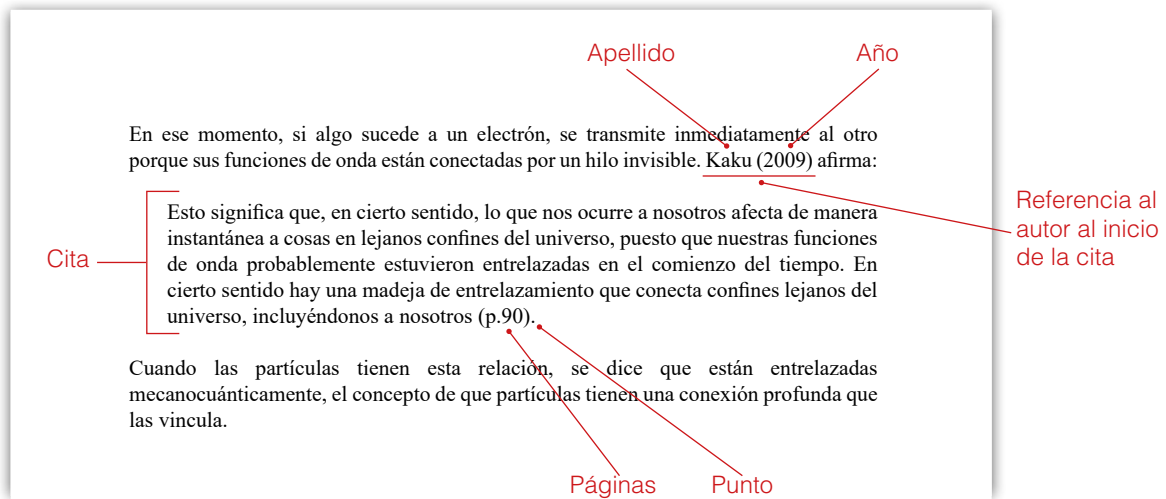 Apellido
Año
En ese momento, si algo sucede a un electrón, se transmite inmediatamente al otro
porque sus funciones de onda están conectadas por un hilo invisible. Kaku (2009) afirma:
Referencia al
autor al inicio
de la cita
Cita
Esto significa que, en cierto sentido, lo que nos ocurre a nosotros afecta de manera
instantánea a cosas en lejanos confines del universo, puesto que nuestras funciones
de onda probablemente estuvieron entrelazadas en el comienzo del tiempo. En
cierto sentido hay una madeja de entrelazamiento que conecta confines lejanos del
universo, incluyéndonos a nosotros (p.90).
Cuando las partículas tienen esta relación, se dice que están entrelazadas
mecanocuánticamente, el concepto de que partículas tienen una conexión profunda que
las vincula.
Páginas
Punto